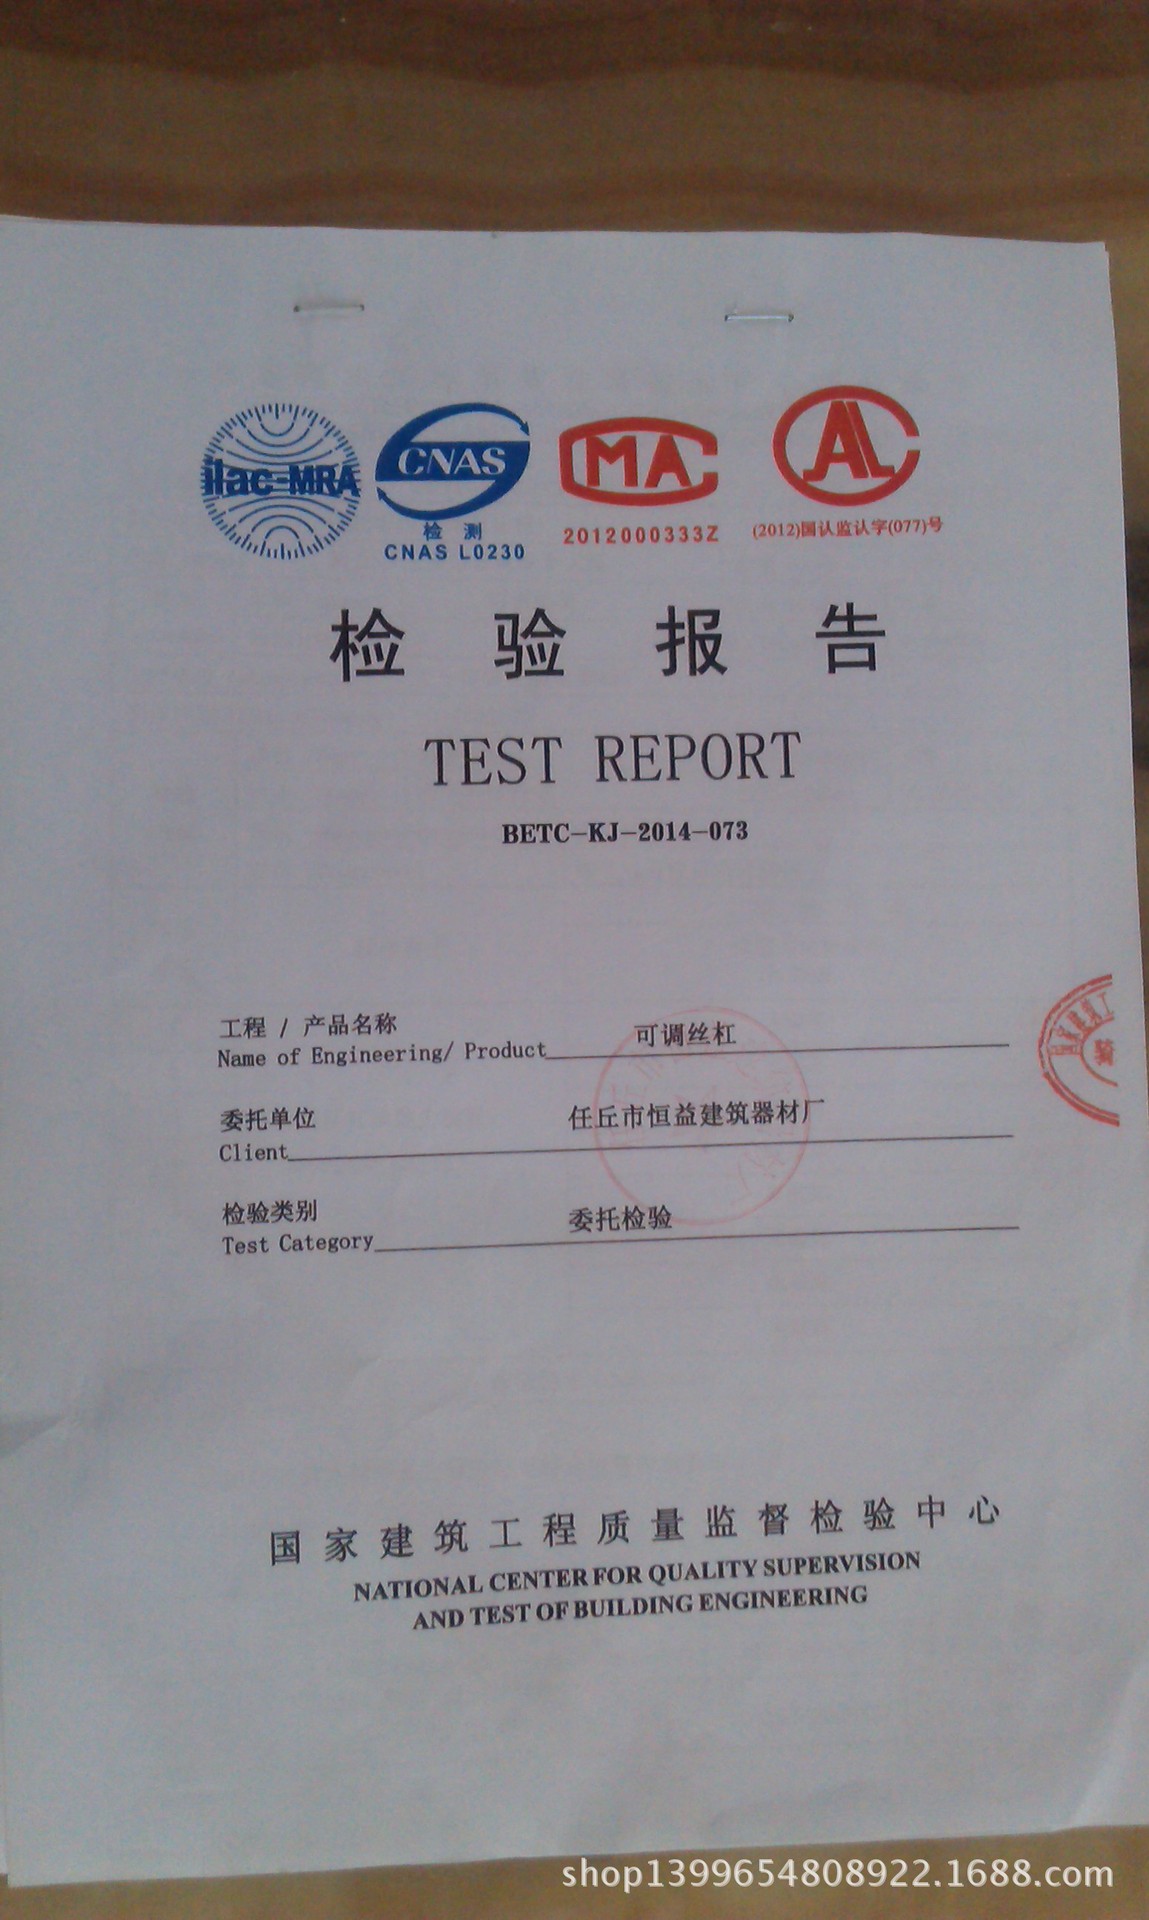 ilac-MRA
CNAS
检 测
CNAS L0230
MA
2012000333Z
AL
(2012)国认监认字(077)号
检 验 报 告
TEST REPORT
BETC-KJ-2014-073
工程 / 产品名称 可调丝杠
Name of Engineering/ Product
委托单位 任丘市恒益建筑器材厂
Client
检验类别 委托检验
Test Category
国家建筑工程质量监督检验中心
NATIONAL CENTER FOR QUALITY SUPERVISION
AND TEST OF BUILDING ENGINEERING
shop1399654808922.1688.com